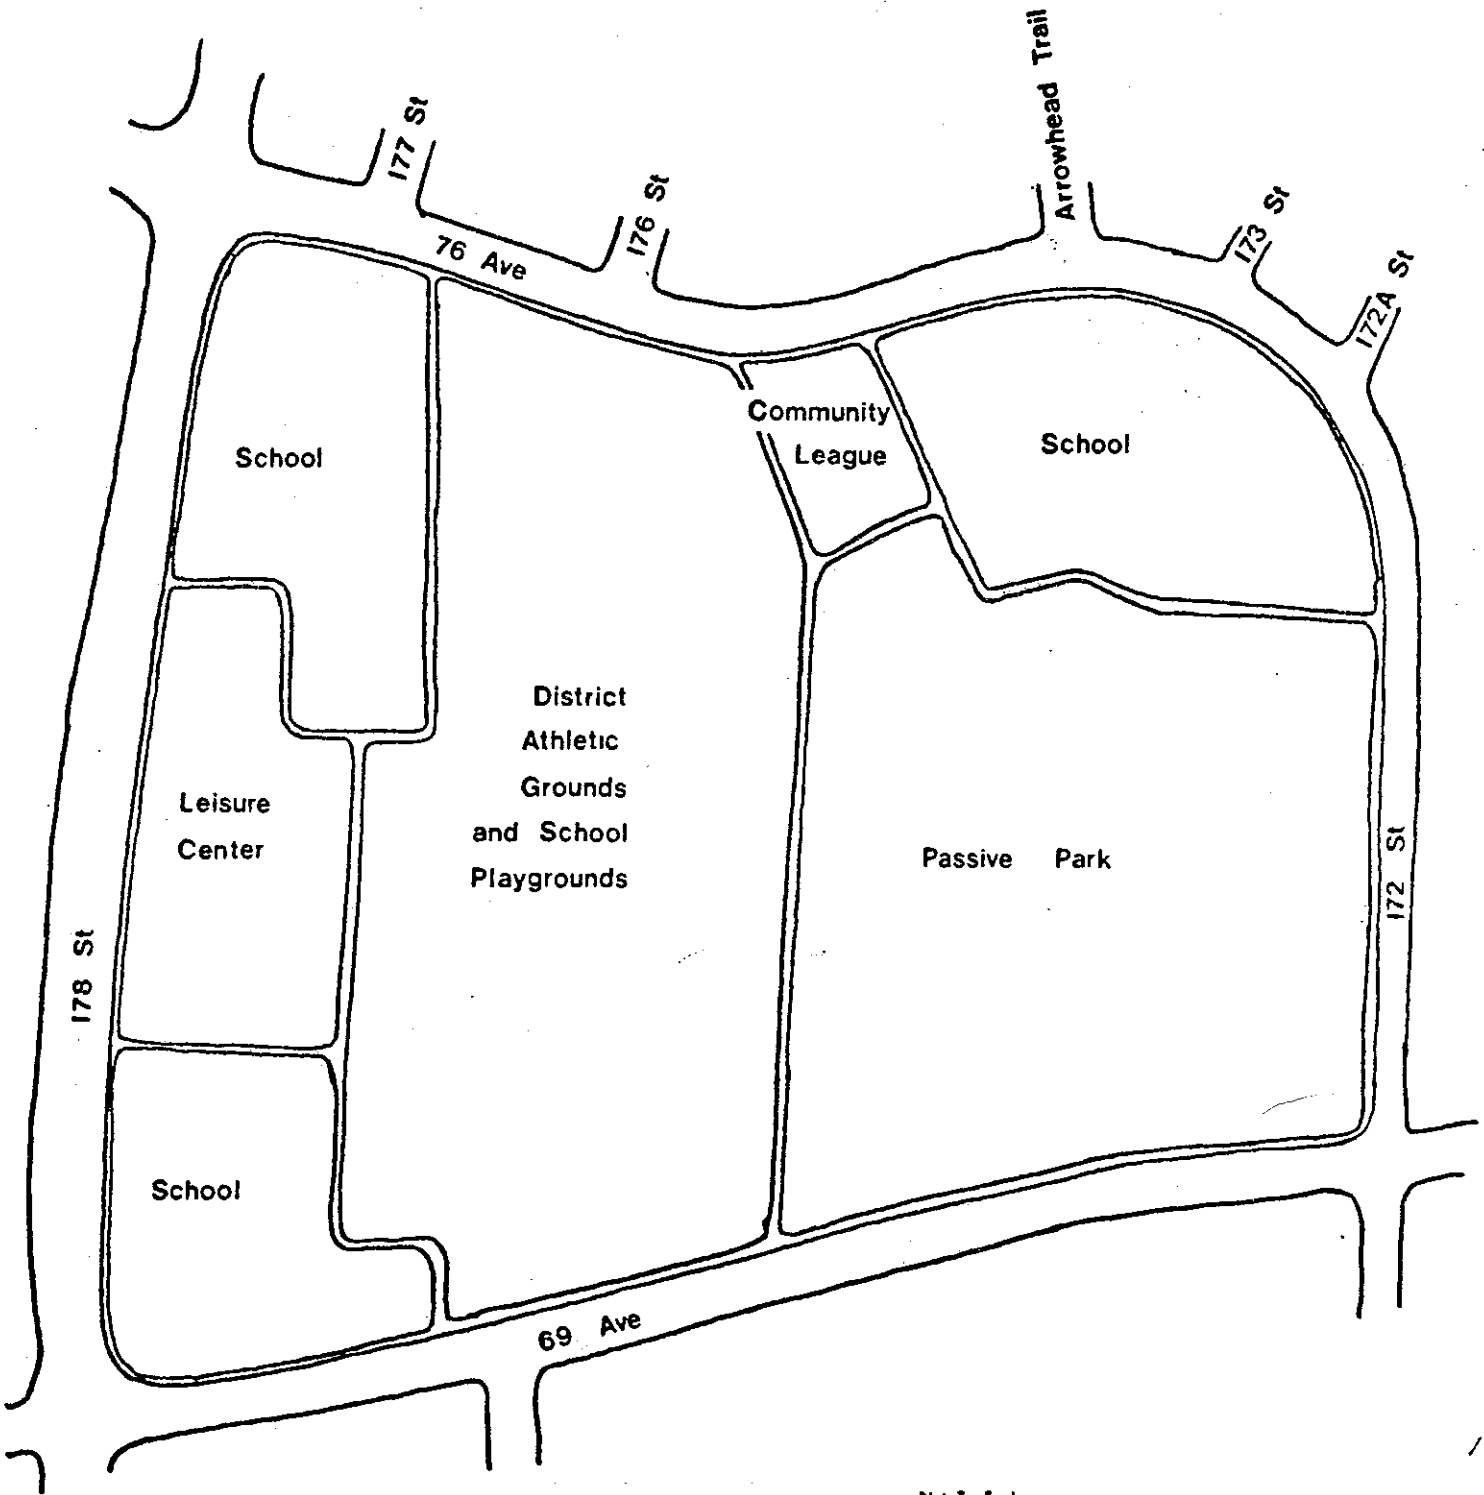 Arrowhead Trail
177 St
176 St
173 St
76 Ave
172A St
Community
League
School
School
District
Athletic
Grounds
and School
Playgrounds
Leisure
Center
Passive Park
172 St
178 St
School
69 Ave